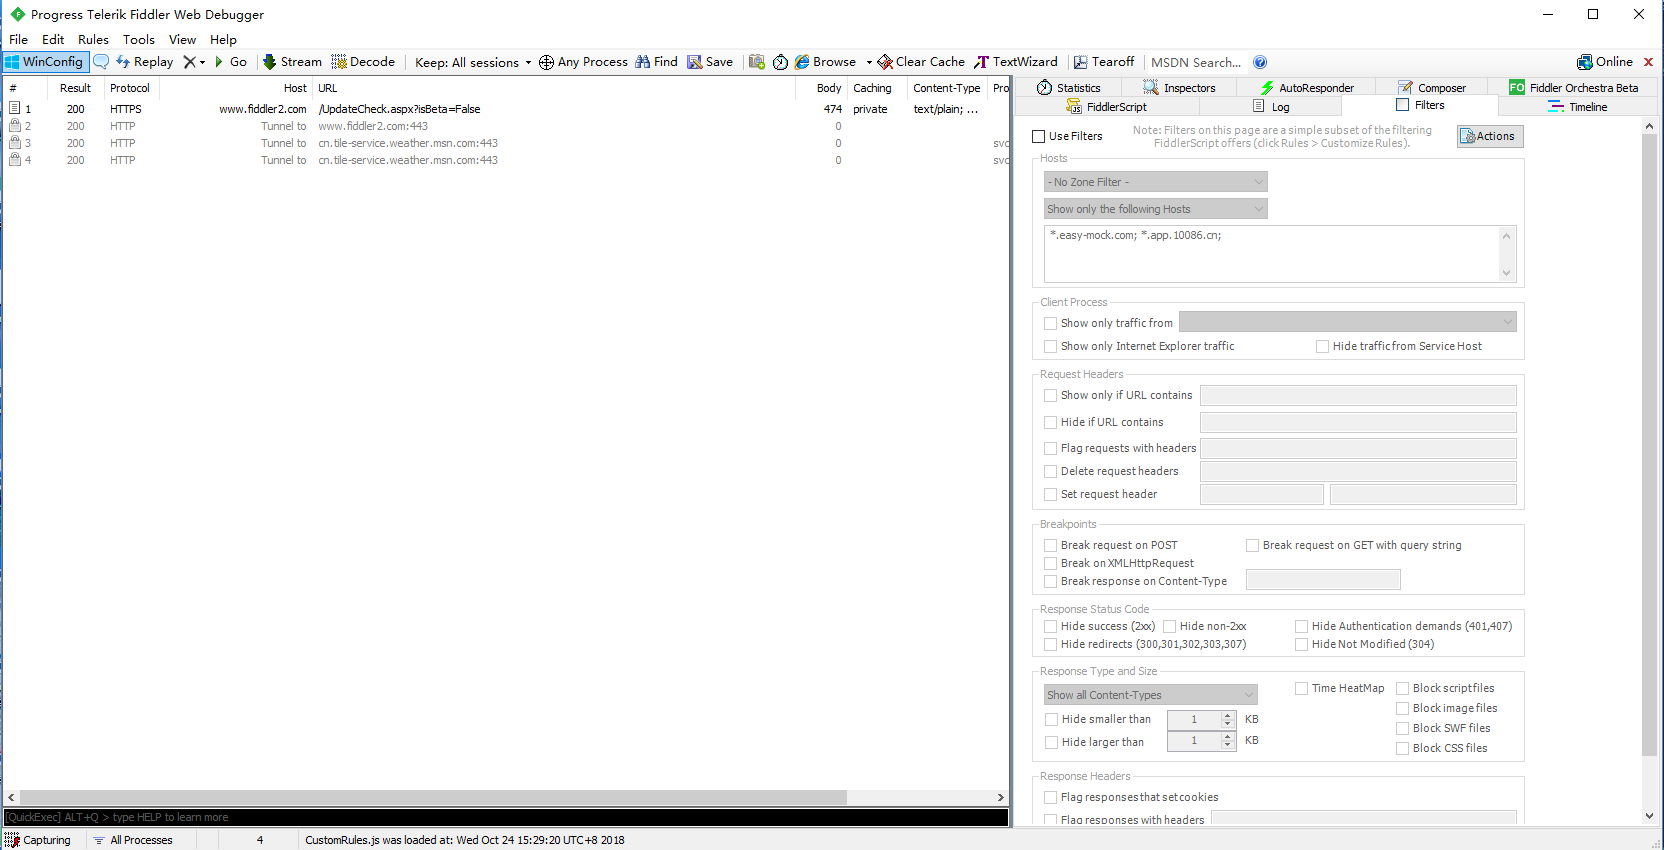 Progress Telerik Fiddler Web Debugger
File Edit Rules Tools View Help
WinConfig Replay Go Stream Decode Keep: All sessions Any Process Find Save Browse Clear Cache TextWizard Tearoff MSDN Search... Online
# Result Protocol Host URL Body Caching Content-Type Pro
1 200 HTTPS www.fiddler2.com /UpdateCheck.aspx?isBeta=False 474 private text/plain; ...
2 200 HTTP Tunnel to www.fiddler2.com:443 0
3 200 HTTP Tunnel to cn.tile-service.weather.msn.com:443 0 svc
4 200 HTTP Tunnel to cn.tile-service.weather.msn.com:443 0 svc
[QuickExec] ALT+Q > type HELP to learn more
Statistics Inspectors AutoResponder Composer FO Fiddler Orchestra Beta
FiddlerScript Log Filters Timeline
Use Filters
Note: Filters on this page are a simple subset of the filtering
FiddlerScript offers (click Rules > Customize Rules).
Actions
Hosts
- No Zone Filter -
Show only the following Hosts
*.easy-mock.com; *.app.10086.cn;
Client Process
Show only traffic from
Show only Internet Explorer traffic Hide traffic from Service Host
Request Headers
Show only if URL contains
Hide if URL contains
Flag requests with headers
Delete request headers
Set request header
Breakpoints
Break request on POST Break request on GET with query string
Break on XMLHttpRequest
Break response on Content-Type
Response Status Code
Hide success (2xx) Hide non-2xx Hide Authentication demands (401,407)
Hide redirects (300,301,302,303,307) Hide Not Modified (304)
Response Type and Size
Show all Content-Types Time HeatMap Block script files
Block image files
Hide smaller than 1 KB Block SWF files
Hide larger than 1 KB Block CSS files
Response Headers
Flag responses that set cookies
Flag responses with headers
Capturing All Processes 4 CustomRules.js was loaded at: Wed Oct 24 15:29:20 UTC+8 2018